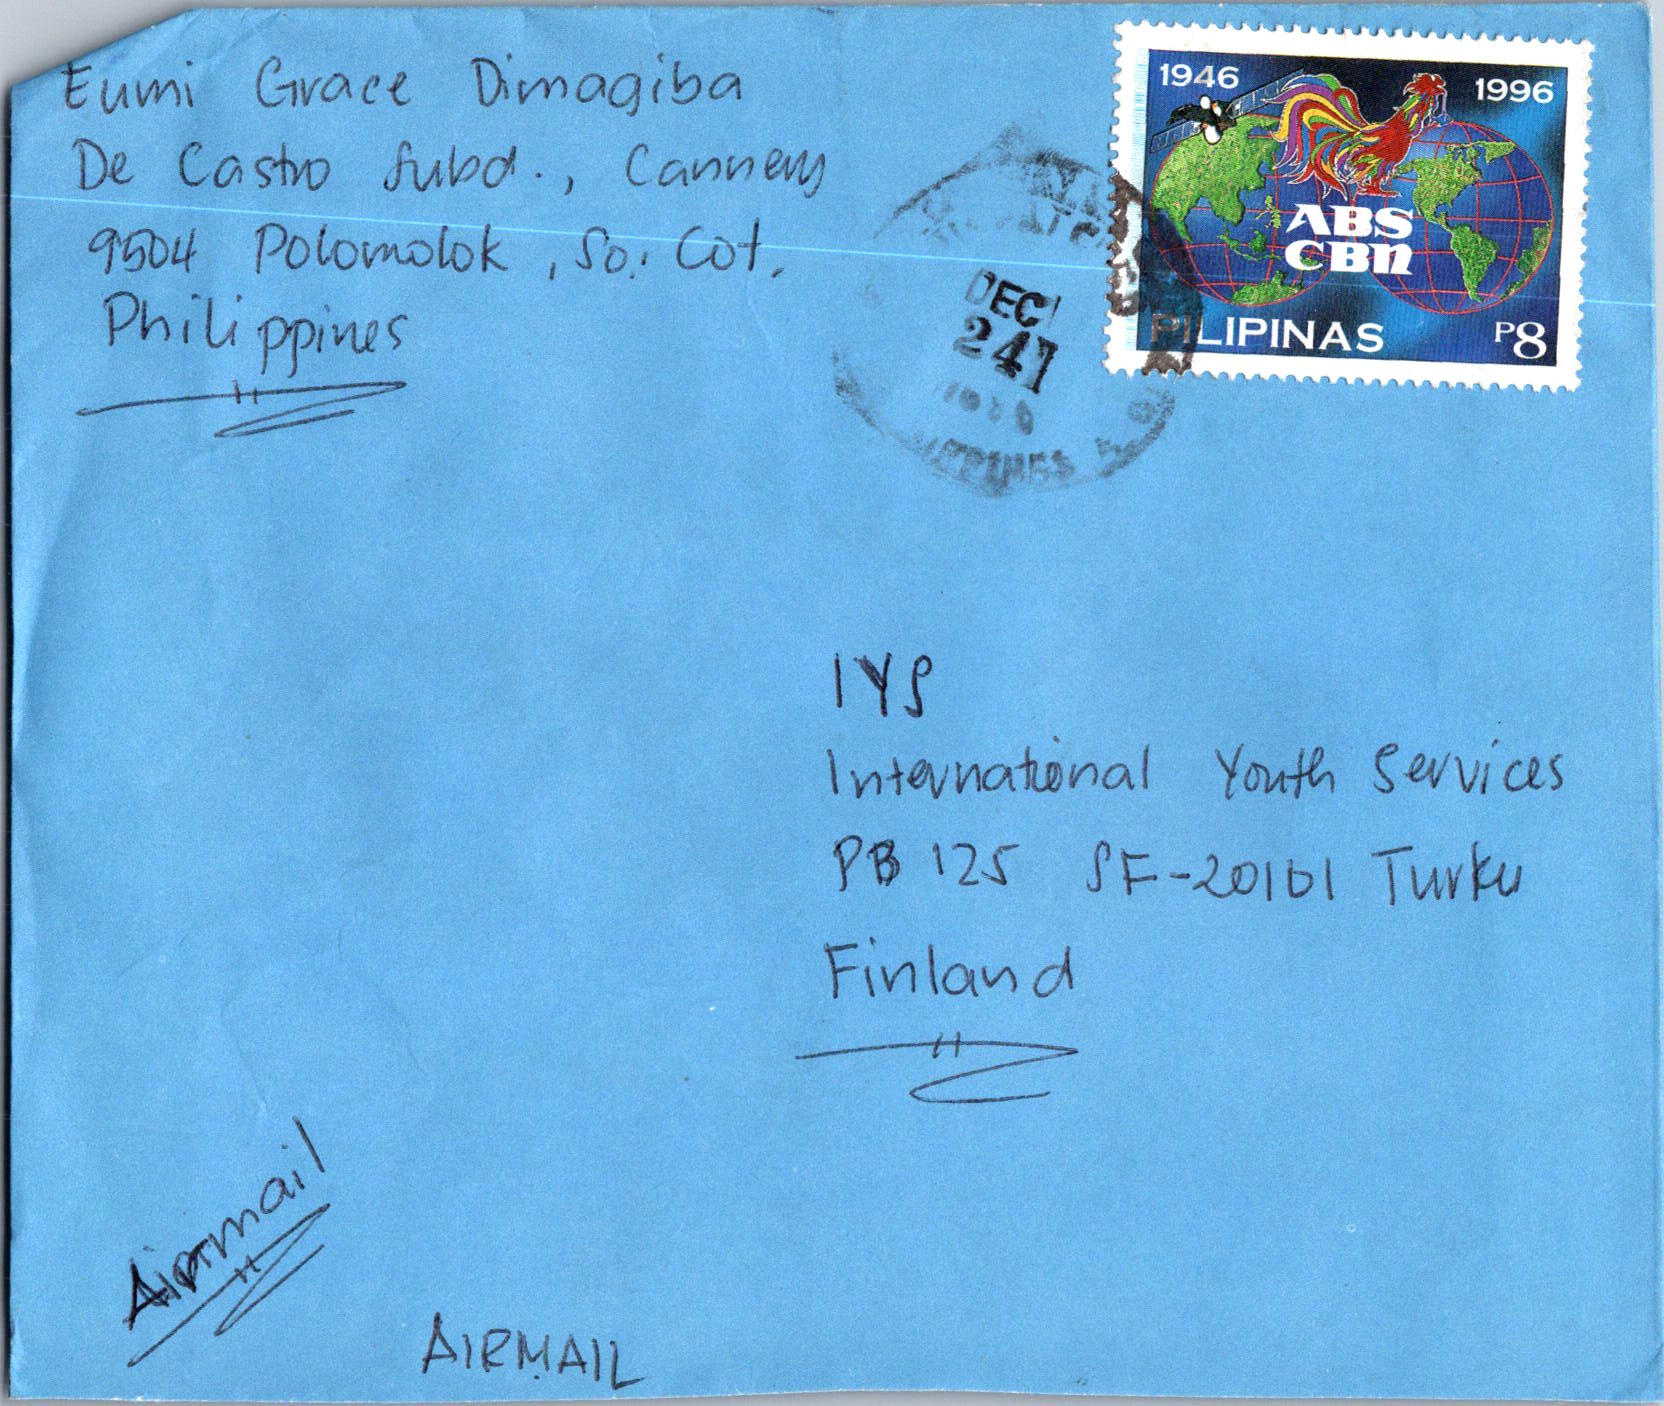 Eumi Grace Dimagiba
De Castro Subd., Cannery
9504 Polomolok, So. Cot.
Philippines
1946
1996
ABS
CBN
PILIPINAS
P8
DEC
24
IYS
International Youth Services
PB 125 SF-20101 Turku
Finland
Airmail
AIRMAIL